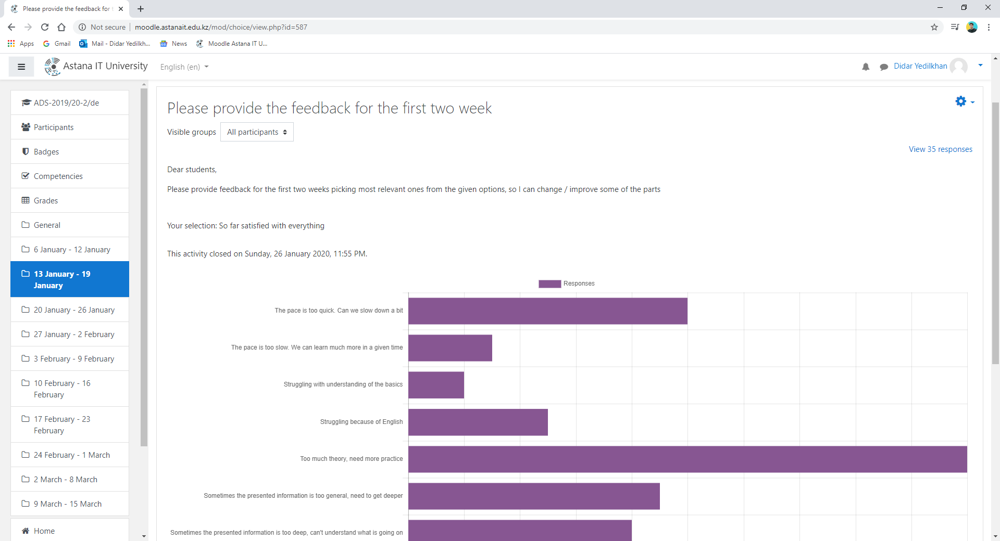 Please provide the feedback for t
Not secure
moodle.astanait.edu.kz/mod/choice/view.php?id=587
Apps
Gmail
Mail - Didar Yedilkh...
News
Moodle Astana IT U...
Astana IT University
English (en)
Didar Yedilkhan
ADS-2019/20-2/de
Participants
Badges
Competencies
Grades
General
6 January - 12 January
13 January - 19
January
20 January - 26 January
27 January - 2 February
3 February - 9 February
10 February - 16
February
17 February - 23
February
24 February - 1 March
2 March - 8 March
9 March - 15 March
Home
Please provide the feedback for the first two week
Visible groups
All participants
View 35 responses
Dear students,
Please provide feedback for the first two weeks picking most relevant ones from the given options, so I can change / improve some of the parts
Your selection: So far satisfied with everything
This activity closed on Sunday, 26 January 2020, 11:55 PM.
Responses
The pace is too quick. Can we slow down a bit
The pace is too slow. We can learn much more in a given time
Struggling with understanding of the basics
Struggling because of English
Too much theory, need more practice
Sometimes the presented information is too general, need to get deeper
Sometimes the presented information is too deep, can't understand what is going on